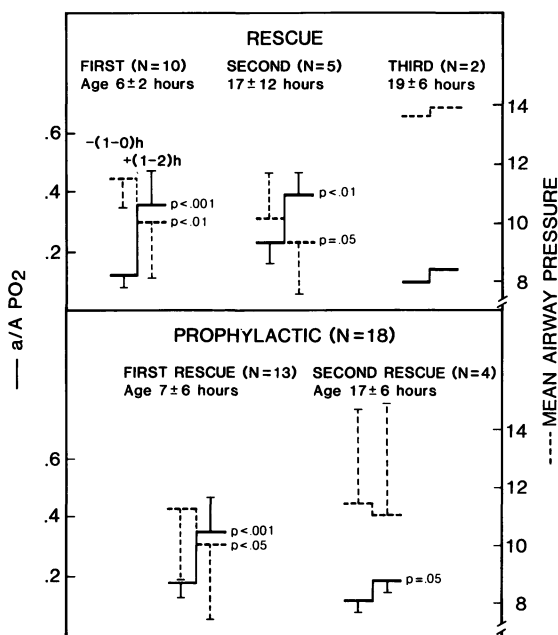 RESCUE
FIRST (N=10)
Age 6±2 hours
SECOND (N=5)
17±12 hours
THIRD (N=2)
19±6 hours
-(1-0)h
+(1-2)h
p<.001
p<.01
p<.01
p=.05
.6
.4
.2
14
12
10
8
PROPHYLACTIC (N=18)
FIRST RESCUE (N=13)
Age 7±6 hours
SECOND RESCUE (N=4)
Age 17±6 hours
p<.001
p<.05
p=.05
.6
.4
.2
14
12
10
8
— a/A PO2
---- MEAN AIRWAY PRESSURE